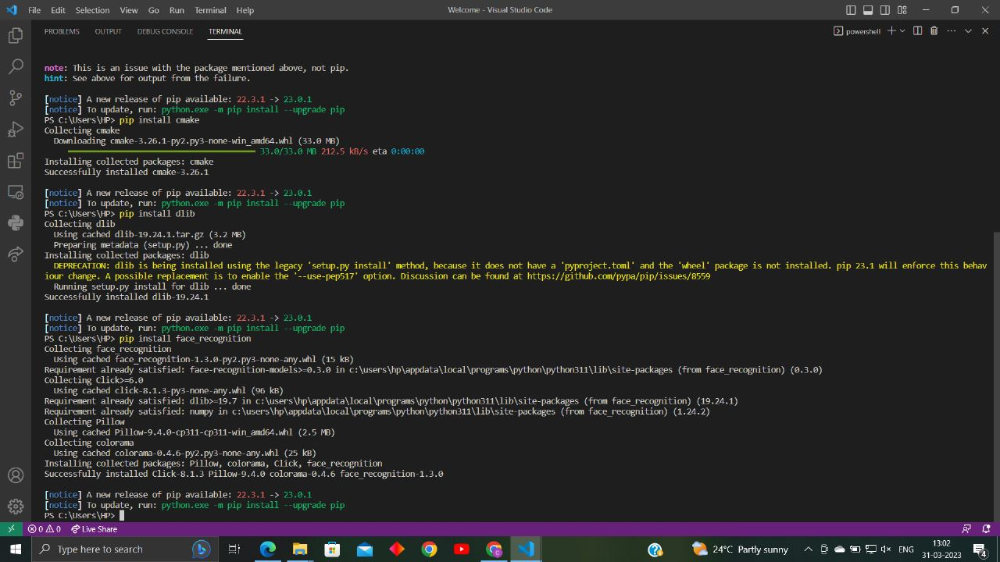 File Edit Selection View Go Run Terminal Help
Welcome - Visual Studio Code
PROBLEMS OUTPUT DEBUG CONSOLE TERMINAL
powershell
note: This is an issue with the package mentioned above, not pip.
hint: See above for output from the failure.
[notice] A new release of pip available: 22.3.1 -> 23.0.1
[notice] To update, run: python.exe -m pip install --upgrade pip
PS C:\Users\HP> pip install cmake
Collecting cmake
Downloading cmake-3.26.1-py2.py3-none-win_amd64.whl (33.0 MB)
33.0/33.0 MB 212.5 kB/s eta 0:00:00
Installing collected packages: cmake
Successfully installed cmake-3.26.1
[notice] A new release of pip available: 22.3.1 -> 23.0.1
[notice] To update, run: python.exe -m pip install --upgrade pip
PS C:\Users\HP> pip install dlib
Collecting dlib
Using cached dlib-19.24.1.tar.gz (3.2 MB)
Preparing metadata (setup.py) ... done
Installing collected packages: dlib
DEPRECATION: dlib is being installed using the legacy 'setup.py install' method, because it does not have a 'pyproject.toml' and the 'wheel' package is not installed. pip 23.1 will enforce this behav
iour change. A possible replacement is to enable the '--use-pep517' option. Discussion can be found at https://github.com/pypa/pip/issues/8559
Running setup.py install for dlib ... done
Successfully installed dlib-19.24.1
[notice] A new release of pip available: 22.3.1 -> 23.0.1
[notice] To update, run: python.exe -m pip install --upgrade pip
PS C:\Users\HP> pip install face_recognition
Collecting face_recognition
Using cached face_recognition-1.3.0-py2.py3-none-any.whl (15 kB)
Requirement already satisfied: face-recognition-models>=0.3.0 in c:\users\hp\appdata\local\programs\python\python311\lib\site-packages (from face_recognition) (0.3.0)
Collecting Click>=6.0
Using cached click-8.1.3-py3-none-any.whl (96 kB)
Requirement already satisfied: dlib>=19.7 in c:\users\hp\appdata\local\programs\python\python311\lib\site-packages (from face_recognition) (19.24.1)
Requirement already satisfied: numpy in c:\users\hp\appdata\local\programs\python\python311\lib\site-packages (from face_recognition) (1.24.2)
Collecting Pillow
Using cached Pillow-9.4.0-cp311-cp311-win_amd64.whl (2.5 MB)
Collecting colorama
Using cached colorama-0.4.6-py2.py3-none-any.whl (25 kB)
Installing collected packages: Pillow, colorama, Click, face_recognition
Successfully installed Click-8.1.3 Pillow-9.4.0 colorama-0.4.6 face_recognition-1.3.0
[notice] A new release of pip available: 22.3.1 -> 23.0.1
[notice] To update, run: python.exe -m pip install --upgrade pip
PS C:\Users\HP>
0 0 Live Share
Type here to search
24°C Partly sunny
ENG
13:02
31-03-2023
4